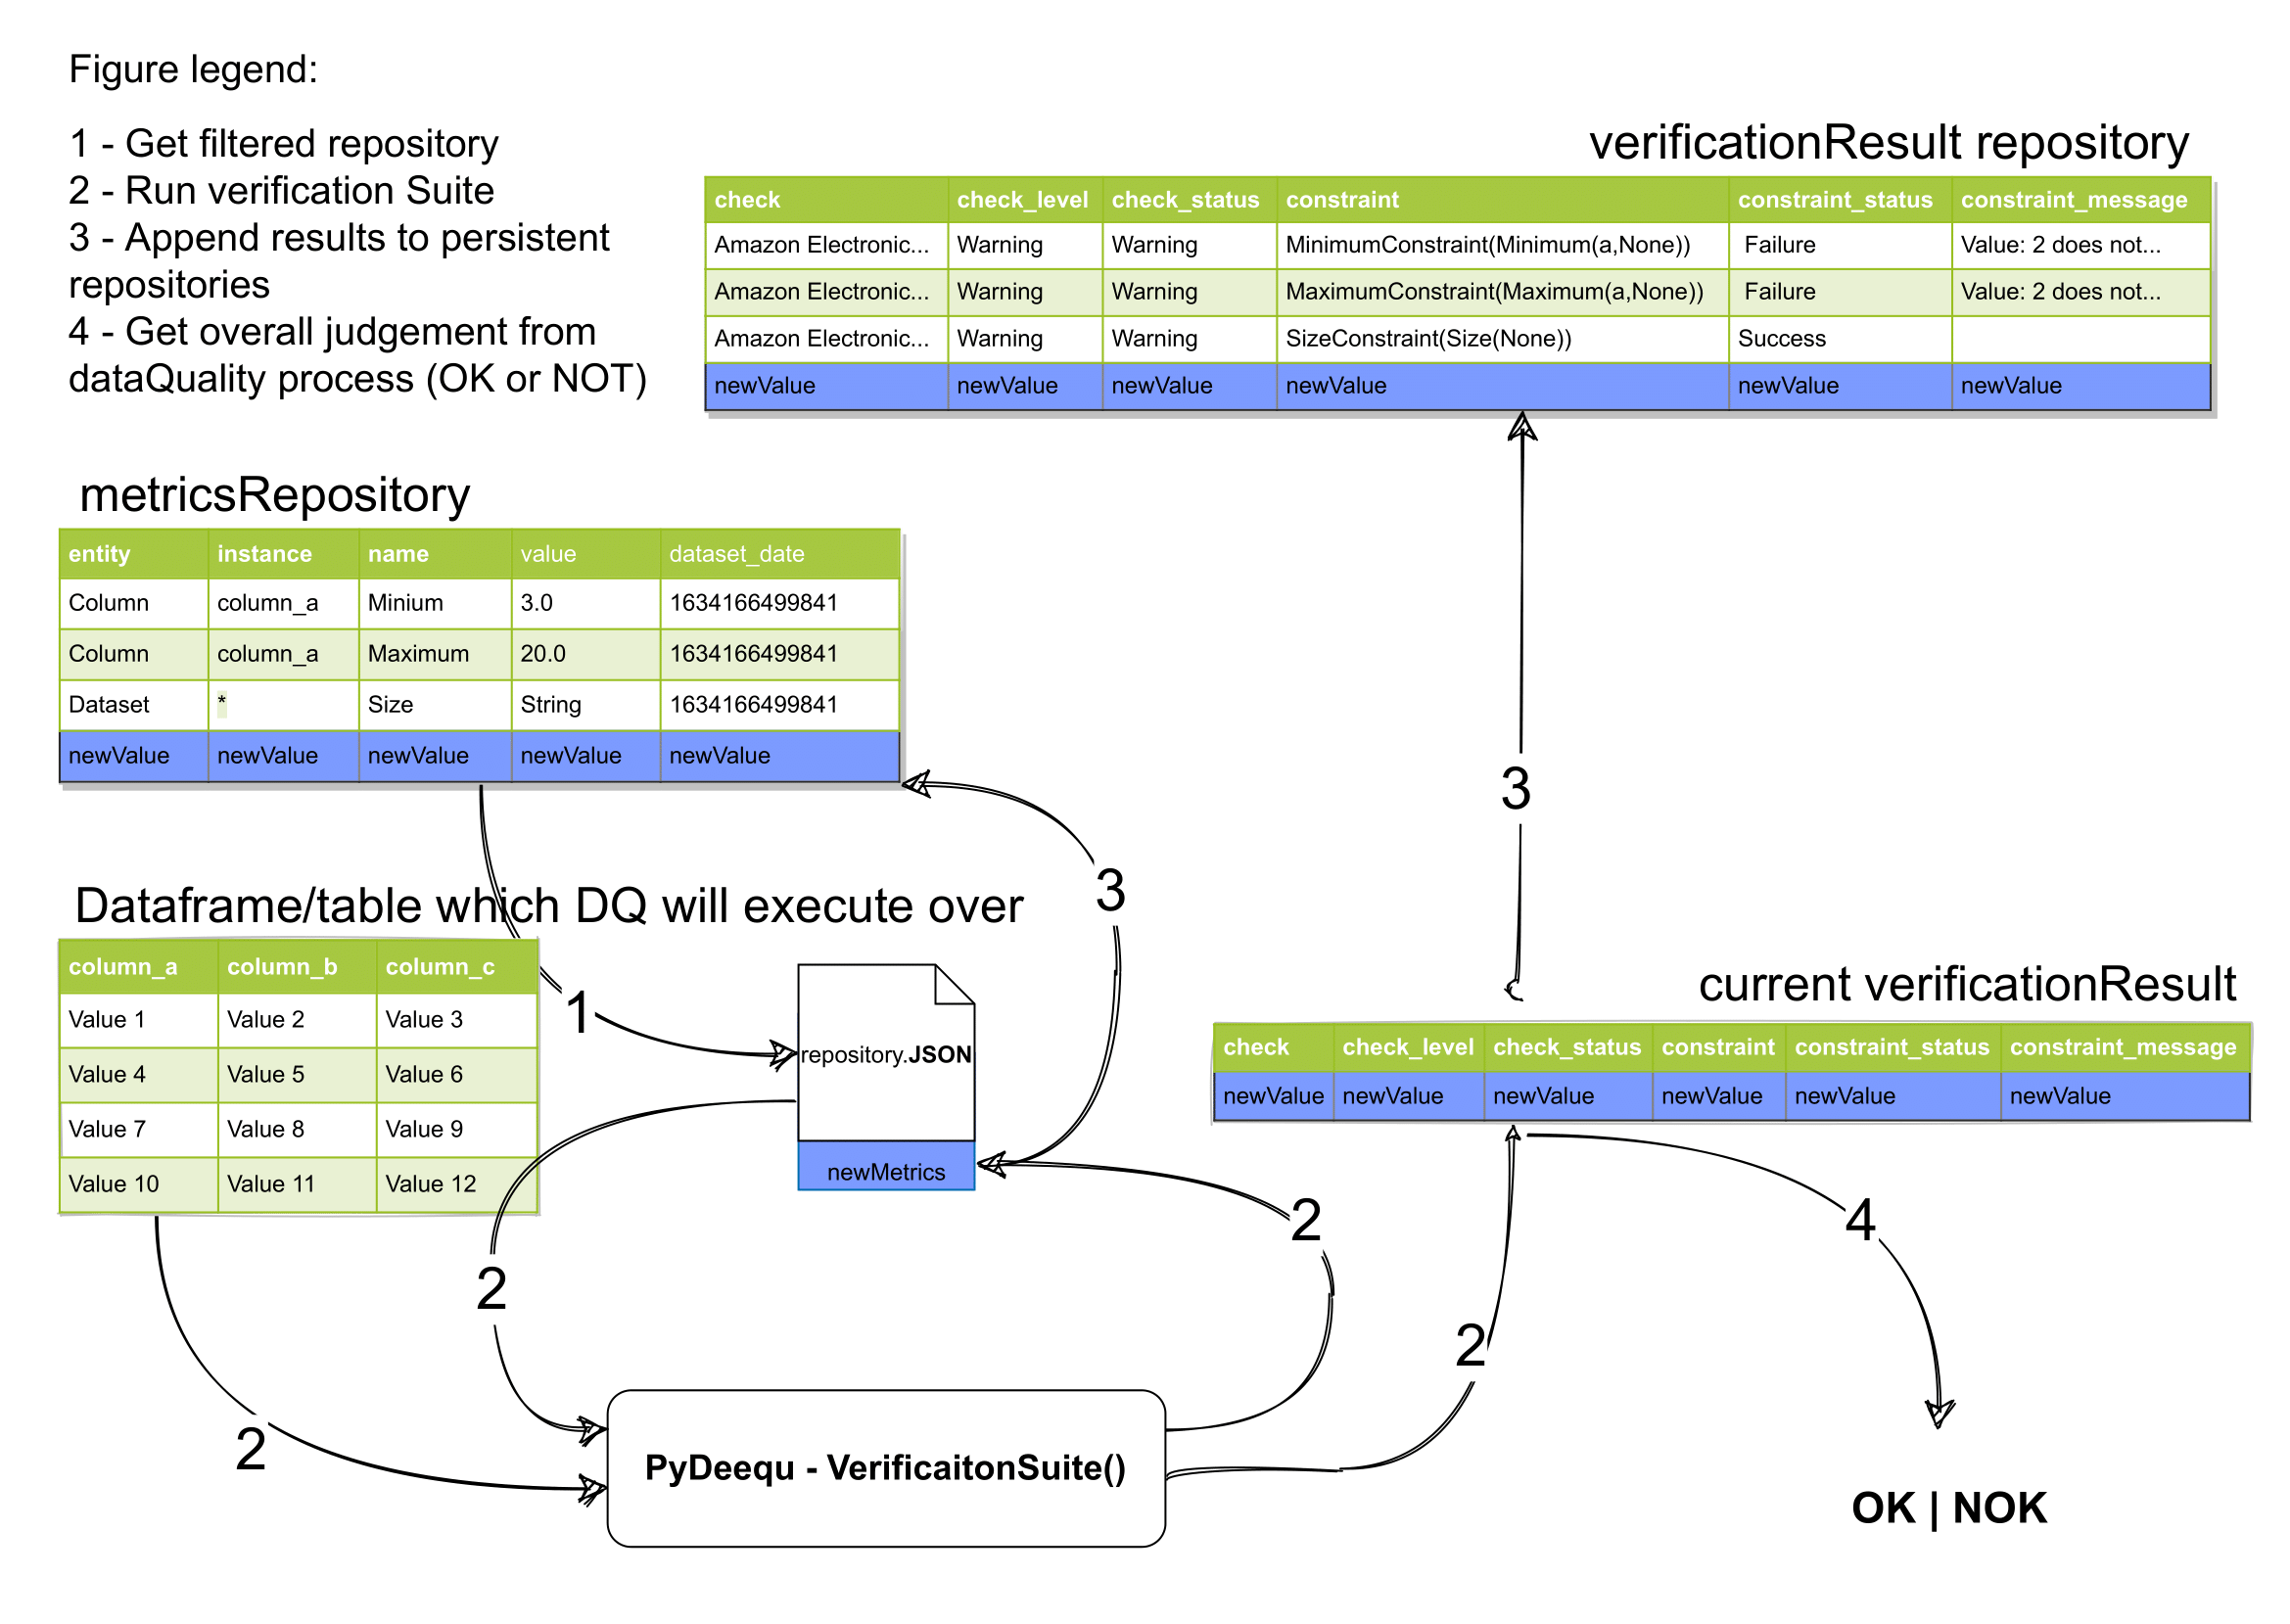 Figure legend:
1 - Get filtered repository
2 - Run verification Suite
3 - Append results to persistent
repositories
4 - Get overall judgement from
dataQuality process (OK or NOT)
verificationResult repository
check check_level check_status constraint constraint_status constraint_message
Amazon Electronic... Warning Warning MinimumConstraint(Minimum(a,None)) Failure Value: 2 does not...
Amazon Electronic... Warning Warning MaximumConstraint(Maximum(a,None)) Failure Value: 2 does not...
Amazon Electronic... Warning Warning SizeConstraint(Size(None)) Success
newValue newValue newValue newValue newValue newValue
metricsRepository
entity instance name value dataset_date
Column column_a Minium 3.0 1634166499841
Column column_a Maximum 20.0 1634166499841
Dataset * Size String 1634166499841
newValue newValue newValue newValue newValue
3
3
Dataframe/table which DQ will execute over
column_a column_b column_c
Value 1 Value 2 Value 3
Value 4 Value 5 Value 6
Value 7 Value 8 Value 9
Value 10 Value 11 Value 12
1
repository.JSON
newMetrics
current verificationResult
check check_level check_status constraint constraint_status constraint_message
newValue newValue newValue newValue newValue newValue
2
4
2
2
2
PyDeequ - VerificaitonSuite()
OK | NOK